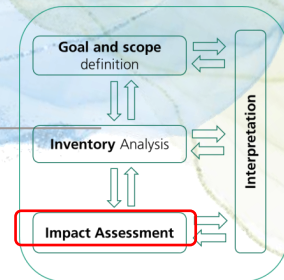 Goal and scope
definition
Inventory Analysis
Impact Assessment
Interpretation